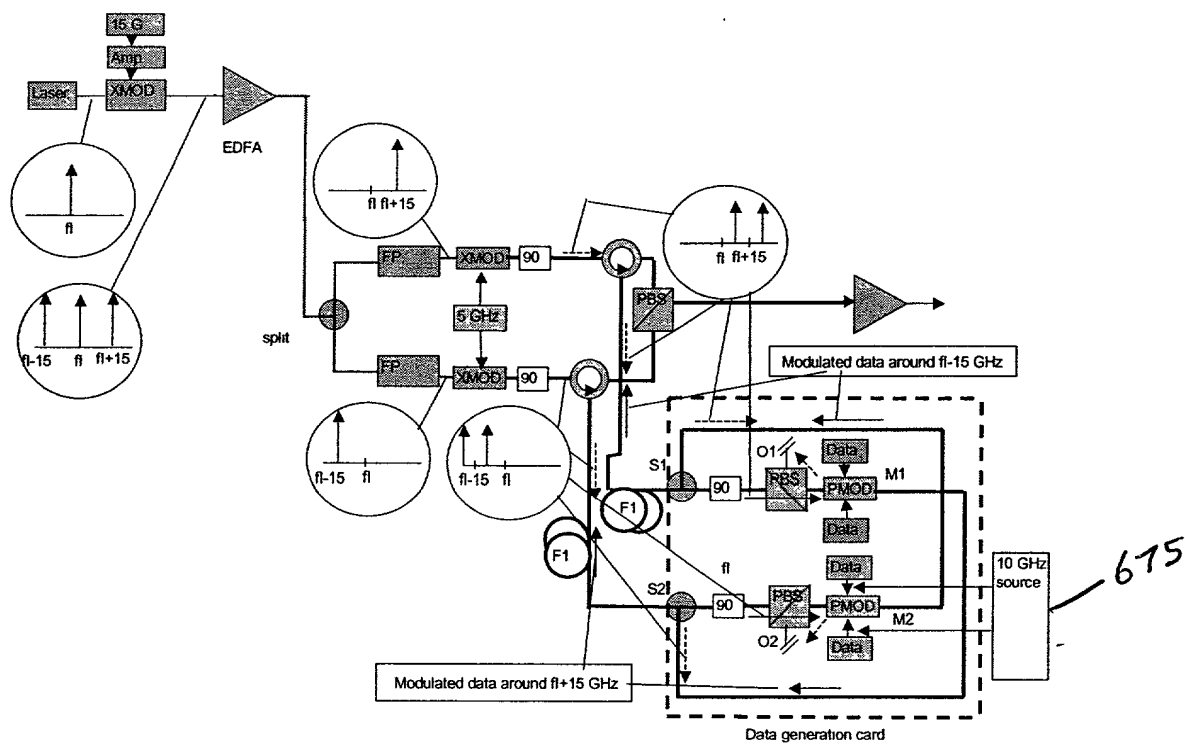 15 G
Amp
Laser
XMOD
EDFA
fl
fl-15 fl fl+15
fl fl+15
FP
XMOD
90
split
5 GHz
FP
XMOD
90
fl fl+15
PBS
Modulated data around fl-15 GHz
fl-15 fl
fl-15 fl
S1
90
O1
PBS
Data
PMOD
M1
Data
F1
F1
fl
S2
90
PBS
O2
Data
PMOD
M2
Data
10 GHz
source
675
Modulated data around fl+15 GHz
Data generation card